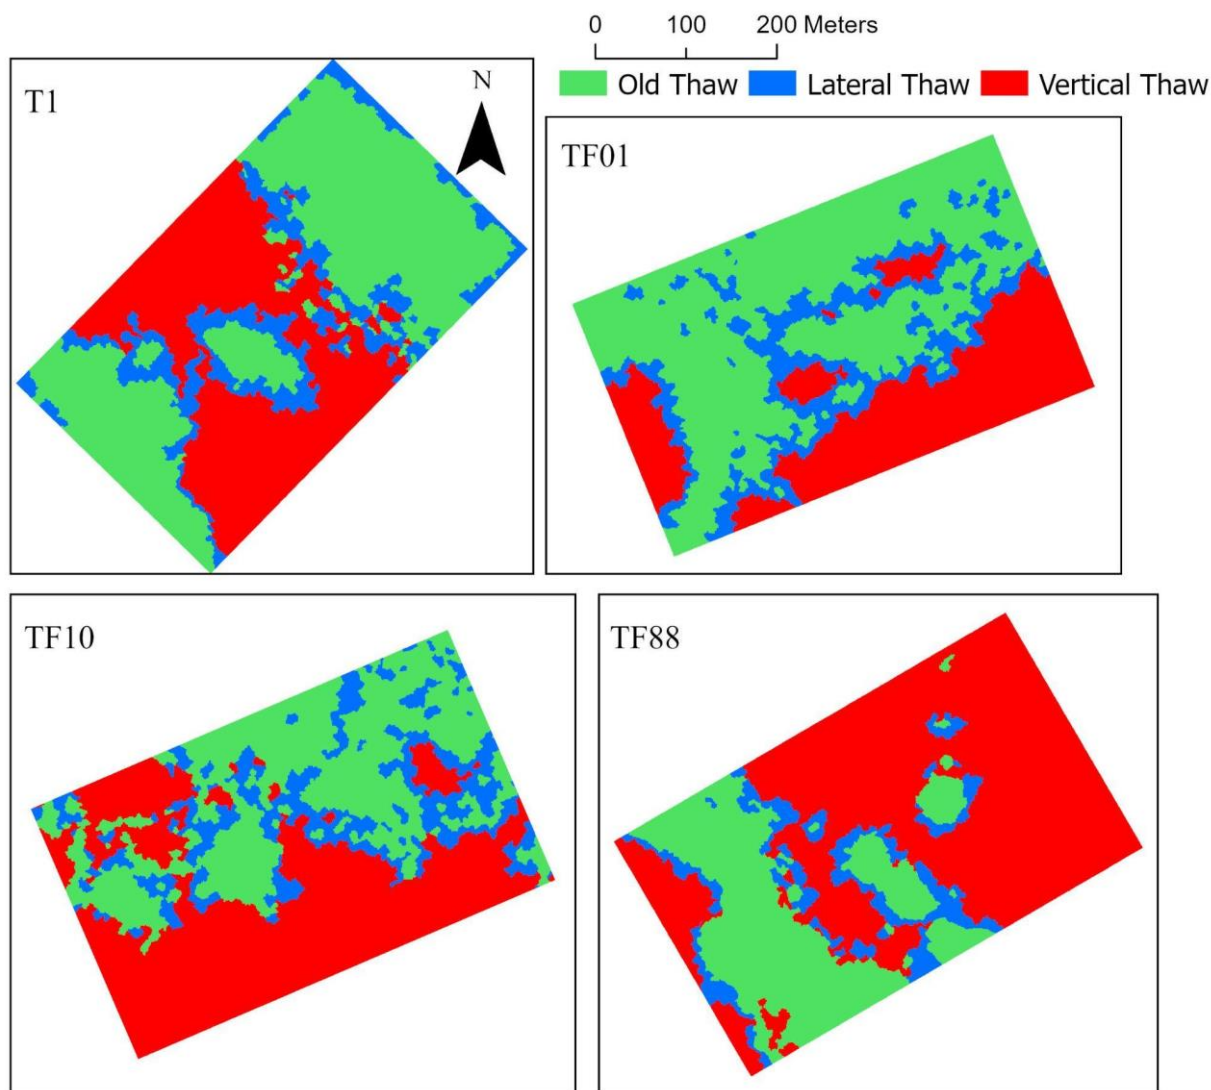 0 100 200 Meters
Old Thaw Lateral Thaw Vertical Thaw
T1
N
TF01
TF10
TF88